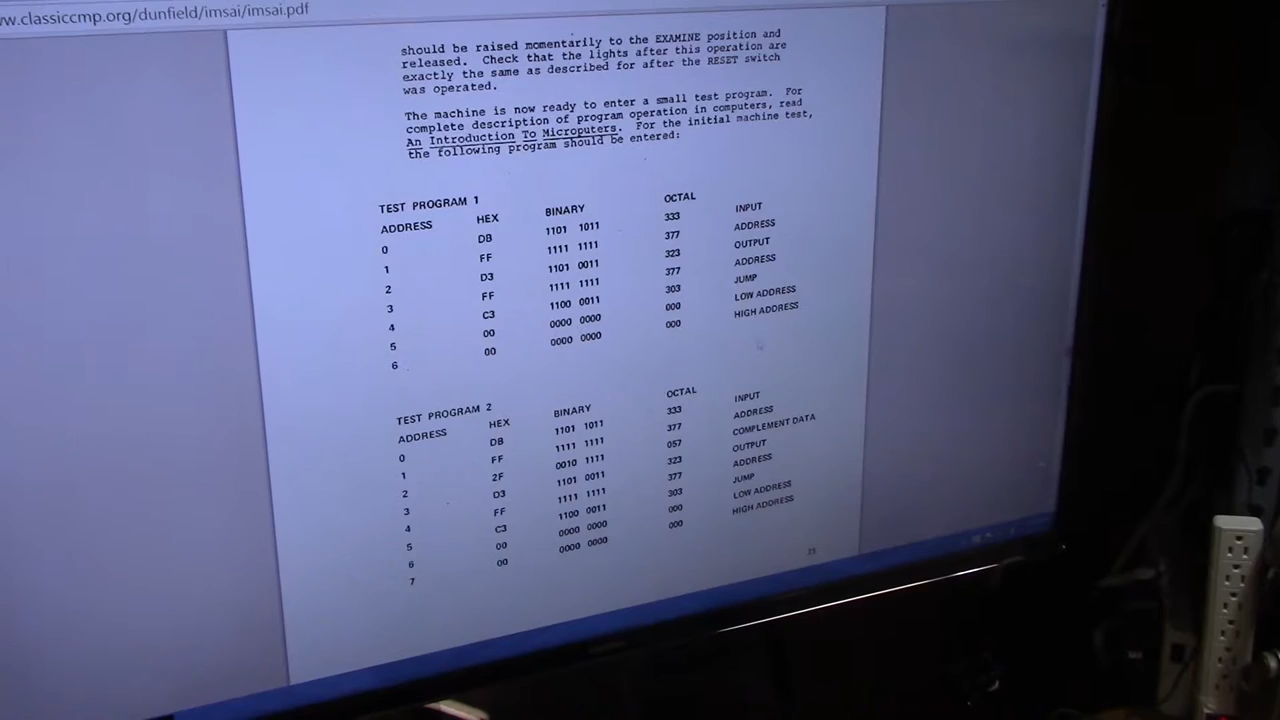 ww.classiccmp.org/dunfield/imsai/imsai.pdf
should be raised momentarily to the EXAMINE position and
released. Check that the lights after this operation are
exactly the same as described for after the RESET switch
was operated.
The machine is now ready to enter a small test program. For
complete description of program operation in computers, read
An Introduction To Microputers. For the initial machine test,
the following program should be entered:
TEST PROGRAM 1
ADDRESS HEX BINARY OCTAL
0 DB 1101 1011 333 INPUT
1 FF 1111 1111 377 ADDRESS
2 D3 1101 0011 323 OUTPUT
3 FF 1111 1111 377 ADDRESS
4 C3 1100 0011 303 JUMP
5 00 0000 0000 000 LOW ADDRESS
6 00 0000 0000 000 HIGH ADDRESS
TEST PROGRAM 2
ADDRESS HEX BINARY OCTAL
0 DB 1101 1011 333 INPUT
1 FF 1111 1111 377 ADDRESS
2 2F 0010 1111 057 COMPLEMENT DATA
3 D3 1101 0011 323 OUTPUT
4 FF 1111 1111 377 ADDRESS
5 C3 1100 0011 303 JUMP
6 00 0000 0000 000 LOW ADDRESS
7 00 0000 0000 000 HIGH ADDRESS